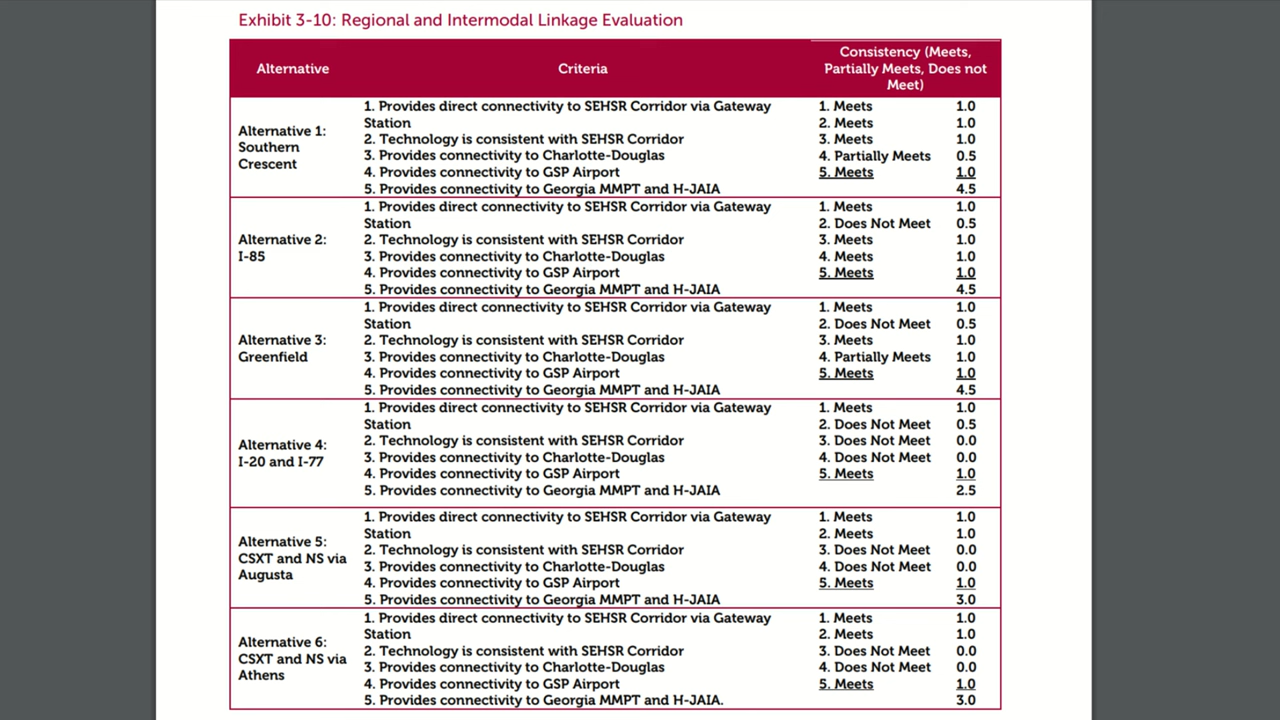 Exhibit 3-10: Regional and Intermodal Linkage Evaluation
Alternative
Criteria
Consistency (Meets,
Partially Meets, Does not
Meet)
Alternative 1:
Southern
Crescent
1. Provides direct connectivity to SEHSR Corridor via Gateway
Station
2. Technology is consistent with SEHSR Corridor
3. Provides connectivity to Charlotte-Douglas
4. Provides connectivity to GSP Airport
5. Provides connectivity to Georgia MMPT and H-JAIA
1. Meets 1.0
2. Meets 1.0
3. Meets 1.0
4. Partially Meets 0.5
5. Meets 1.0
4.5
Alternative 2:
I-85
1. Provides direct connectivity to SEHSR Corridor via Gateway
Station
2. Technology is consistent with SEHSR Corridor
3. Provides connectivity to Charlotte-Douglas
4. Provides connectivity to GSP Airport
5. Provides connectivity to Georgia MMPT and H-JAIA
1. Meets 1.0
2. Does Not Meet 0.5
3. Meets 1.0
4. Meets 1.0
5. Meets 1.0
4.5
Alternative 3:
Greenfield
1. Provides direct connectivity to SEHSR Corridor via Gateway
Station
2. Technology is consistent with SEHSR Corridor
3. Provides connectivity to Charlotte-Douglas
4. Provides connectivity to GSP Airport
5. Provides connectivity to Georgia MMPT and H-JAIA
1. Meets 1.0
2. Does Not Meet 0.5
3. Meets 1.0
4. Partially Meets 1.0
5. Meets 1.0
4.5
Alternative 4:
I-20 and I-77
1. Provides direct connectivity to SEHSR Corridor via Gateway
Station
2. Technology is consistent with SEHSR Corridor
3. Provides connectivity to Charlotte-Douglas
4. Provides connectivity to GSP Airport
5. Provides connectivity to Georgia MMPT and H-JAIA
1. Meets 1.0
2. Does Not Meet 0.5
3. Does Not Meet 0.0
4. Does Not Meet 0.0
5. Meets 1.0
2.5
Alternative 5:
CSXT and NS via
Augusta
1. Provides direct connectivity to SEHSR Corridor via Gateway
Station
2. Technology is consistent with SEHSR Corridor
3. Provides connectivity to Charlotte-Douglas
4. Provides connectivity to GSP Airport
5. Provides connectivity to Georgia MMPT and H-JAIA
1. Meets 1.0
2. Meets 1.0
3. Does Not Meet 0.0
4. Does Not Meet 0.0
5. Meets 1.0
3.0
Alternative 6:
CSXT and NS via
Athens
1. Provides direct connectivity to SEHSR Corridor via Gateway
Station
2. Technology is consistent with SEHSR Corridor
3. Provides connectivity to Charlotte-Douglas
4. Provides connectivity to GSP Airport
5. Provides connectivity to Georgia MMPT and H-JAIA.
1. Meets 1.0
2. Meets 1.0
3. Does Not Meet 0.0
4. Does Not Meet 0.0
5. Meets 1.0
3.0